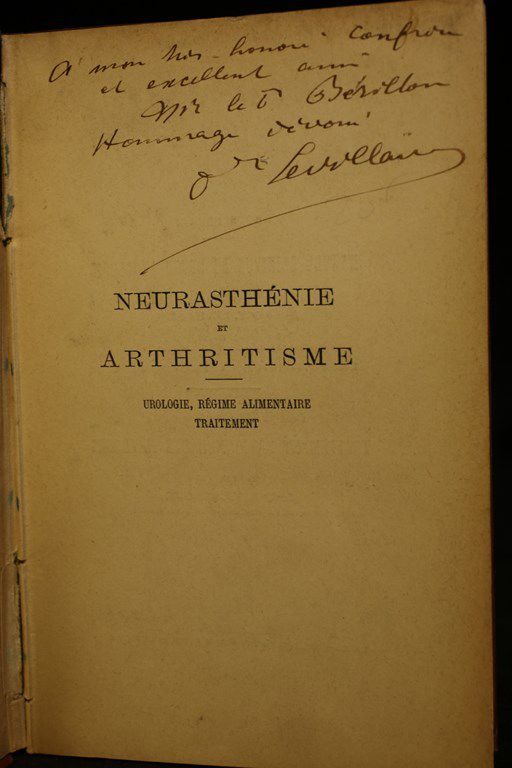 A mon très honoré confrère
et excellent ami
Mr le Dr Bérillon
Hommage dévoué
Dr Levillain
NEURASTHÉNIE
ET
ARTHRITISME
UROLOGIE, RÉGIME ALIMENTAIRE
TRAITEMENT